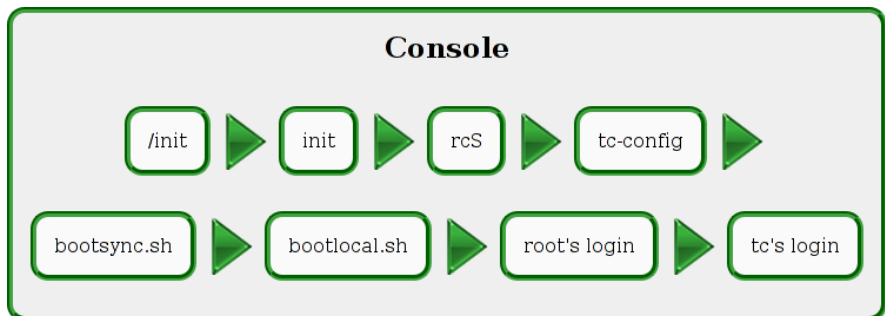 Console
/init init rcS tc-config
bootsync.sh bootlocal.sh root's login tc's login